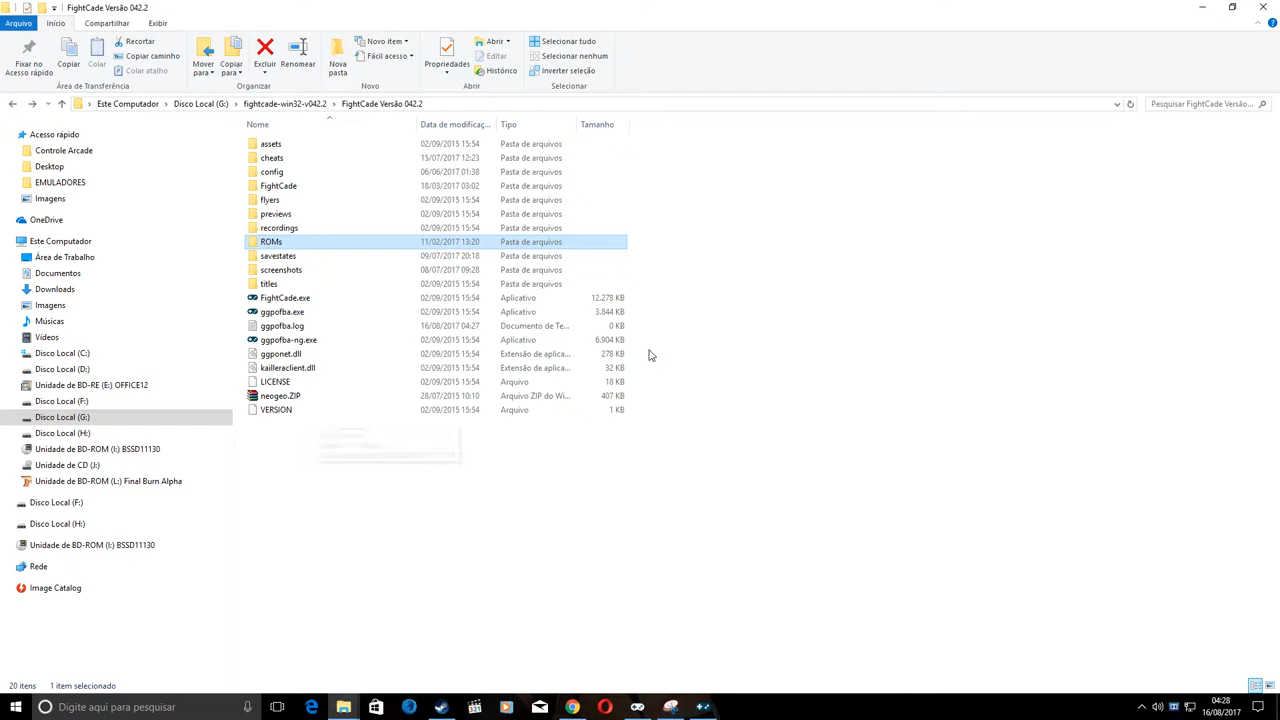 FightCade Versão 042.2
Arquivo Início Compartilhar Exibir
Fixar no Acesso rápido
Copiar
Colar
Recortar
Copiar caminho
Colar atalho
Área de Transferência
Mover para
Copiar para
Excluir
Renomear
Organizar
Nova pasta
Novo item
Fácil acesso
Novo
Propriedades
Abrir
Editar
Histórico
Abrir
Selecionar tudo
Selecionar nenhum
Inverter seleção
Selecionar
Este Computador > Disco Local (G:) > fightcade-win32-v042.2 > FightCade Versão 042.2
Pesquisar FightCade Versão...
Acesso rápido
Controle Arcade
Desktop
EMULADORES
Imagens
OneDrive
Este Computador
Área de Trabalho
Documentos
Downloads
Imagens
Músicas
Vídeos
Disco Local (C:)
Disco Local (D:)
Unidade de BD-RE (E:) OFFICE12
Disco Local (F:)
Disco Local (G:)
Disco Local (H:)
Unidade de BD-ROM (I:) BSSD11130
Unidade de CD (J:)
Unidade de BD-ROM (L:) Final Burn Alpha
Disco Local (F:)
Disco Local (H:)
Unidade de BD-ROM (I:) BSSD11130
Rede
Image Catalog
Nome Data de modificaç... Tipo Tamanho
assets 02/09/2015 15:54 Pasta de arquivos
cheats 15/07/2017 12:23 Pasta de arquivos
config 06/06/2017 01:38 Pasta de arquivos
FightCade 18/03/2017 03:02 Pasta de arquivos
flyers 02/09/2015 15:54 Pasta de arquivos
previews 02/09/2015 15:54 Pasta de arquivos
recordings 02/09/2015 15:54 Pasta de arquivos
ROMs 11/02/2017 13:20 Pasta de arquivos
savestates 09/07/2017 20:18 Pasta de arquivos
screenshots 08/07/2017 09:28 Pasta de arquivos
titles 02/09/2015 15:54 Pasta de arquivos
FightCade.exe 02/09/2015 15:54 Aplicativo 12.278 KB
ggpofba.exe 02/09/2015 15:54 Aplicativo 3.844 KB
ggpofba.log 16/08/2017 04:27 Documento de Te... 0 KB
ggpofba-ng.exe 02/09/2015 15:54 Aplicativo 6.904 KB
ggponet.dll 02/09/2015 15:54 Extensão de aplica... 278 KB
kailleraclient.dll 02/09/2015 15:54 Extensão de aplica... 32 KB
LICENSE 02/09/2015 15:54 Arquivo 18 KB
neogeo.ZIP 28/07/2015 10:10 Arquivo ZIP do Wi... 407 KB
VERSION 02/09/2015 15:54 Arquivo 1 KB
20 itens 1 item selecionado
Digite aqui para pesquisar
04:28
16/08/2017